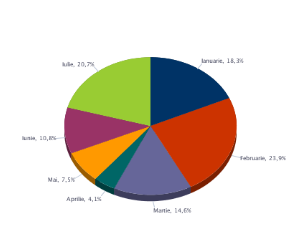 Ianuarie, 18,3%
Februarie, 23,9%
Martie, 14,6%
Aprilie, 4,1%
Mai, 7,5%
Iunie, 10,8%
Iulie, 20,7%